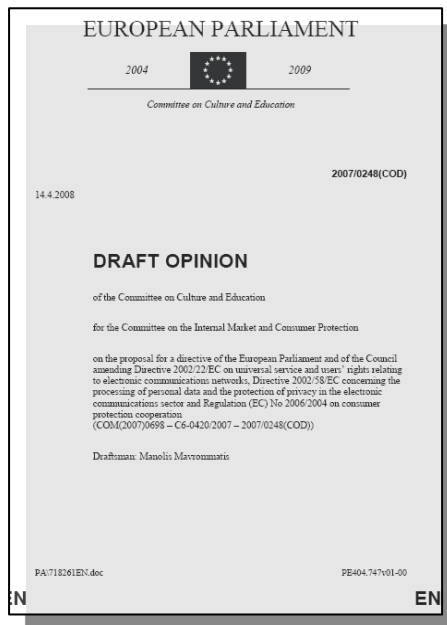 EUROPEAN PARLIAMENT
2004
2009
Committee on Culture and Education
2007/0248(COD)
14.4.2008
DRAFT OPINION
of the Committee on Culture and Education
for the Committee on the Internal Market and Consumer Protection
on the proposal for a directive of the European Parliament and of the Council
amending Directive 2002/22/EC on universal service and users' rights relating
to electronic communications networks, Directive 2002/58/EC concerning the
processing of personal data and the protection of privacy in the electronic
communications sector and Regulation (EC) No 2006/2004 on consumer
protection cooperation
(COM(2007)0698 – C6-0420/2007 – 2007/0248(COD))
Draftsman: Manolis Mavrommatis
PA\718261EN.doc
PE404.747v01-00
EN
EN